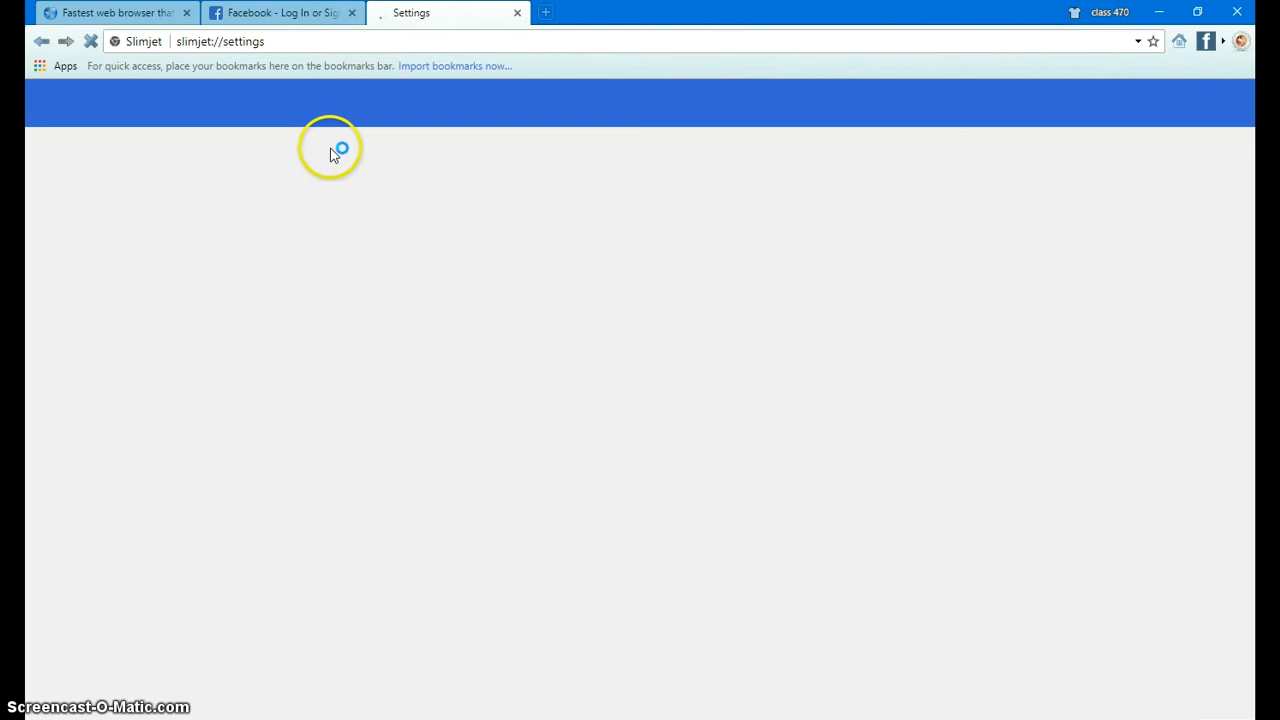 Fastest web browser tha
Facebook - Log In or Sig
Settings
class 470
Slimjet
slimjet://settings
Apps
For quick access, place your bookmarks here on the bookmarks bar. Import bookmarks now...
Screencast-O-Matic.com